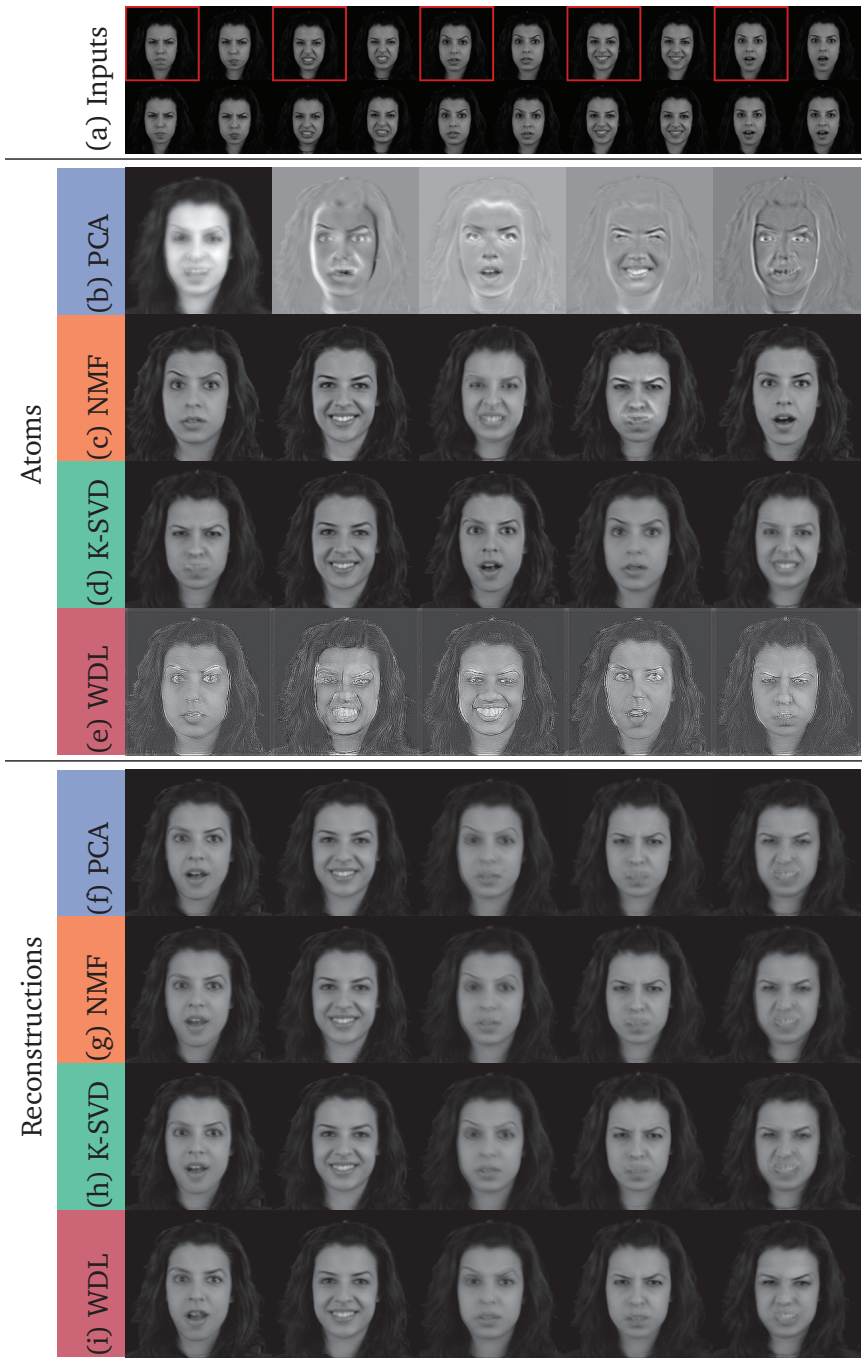 (a) Inputs
Atoms
(b) PCA
(c) NMF
(d) K-SVD
(e) WDL
Reconstructions
(f) PCA
(g) NMF
(h) K-SVD
(i) WDL